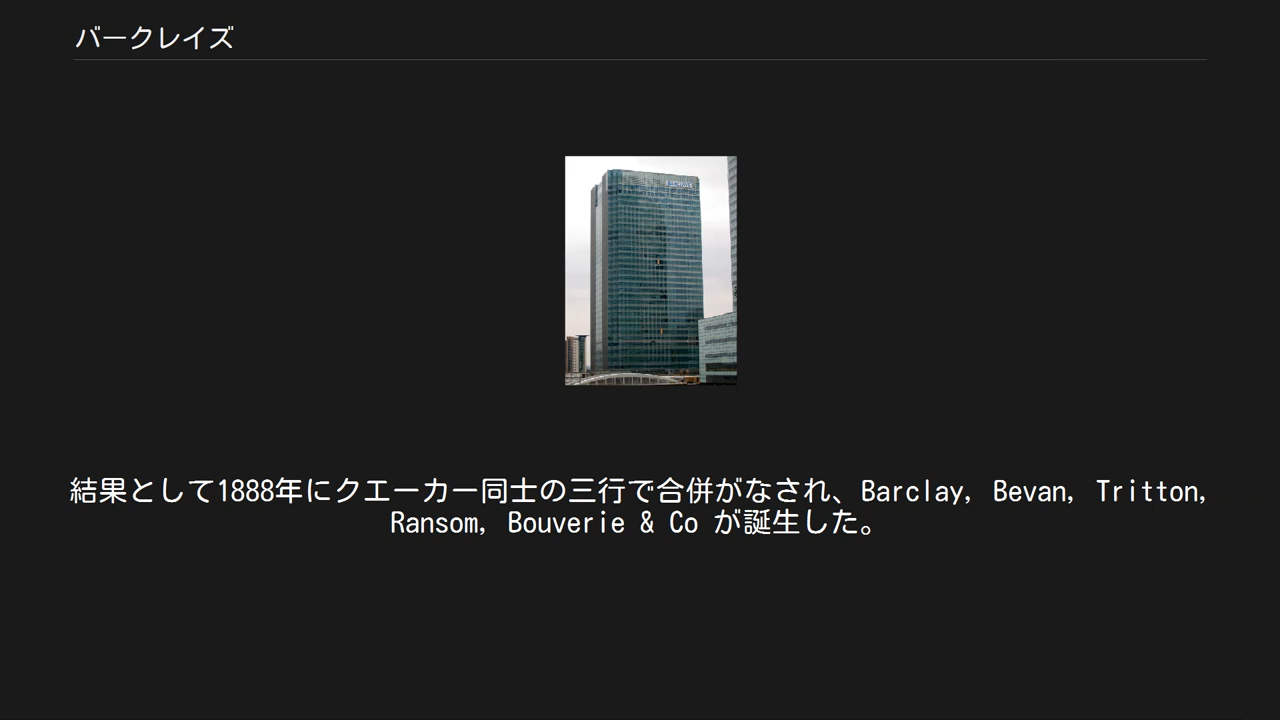 バークレイズ
BARCLAYS
結果として1888年にクエーカー同士の三行で合併がなされ、Barclay, Bevan, Tritton,
Ransom, Bouverie & Co が誕生した。